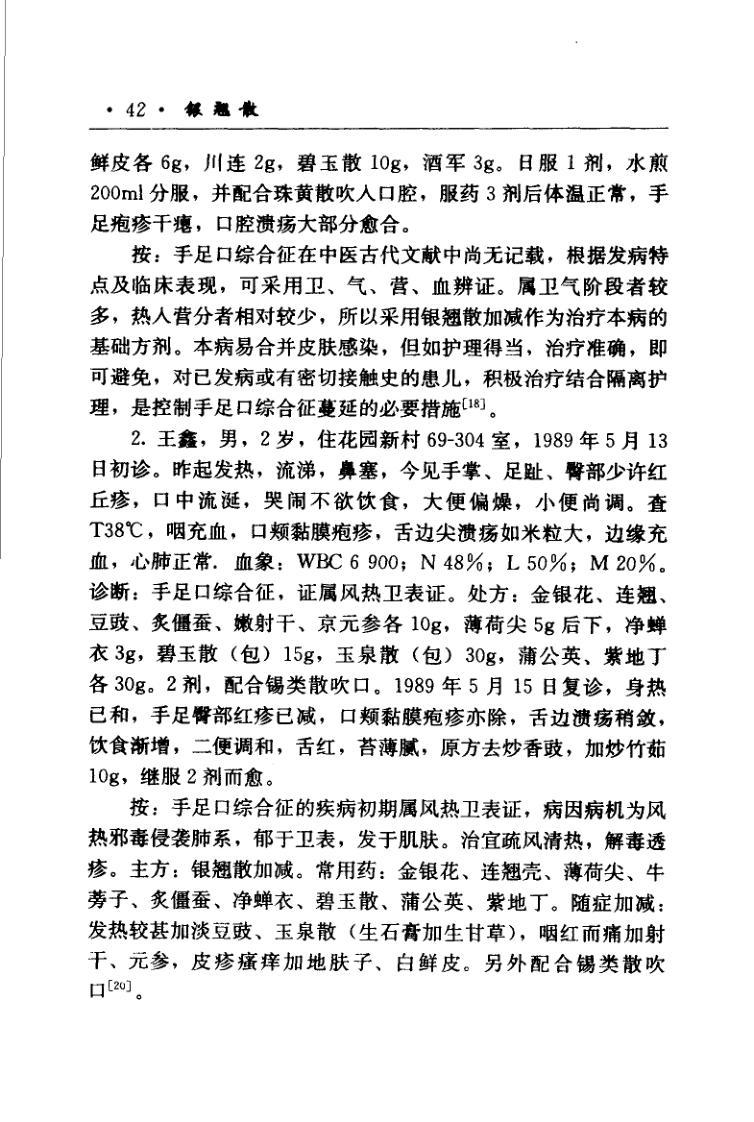 · 42 · 银翘散
鲜皮各 6g，川连 2g，碧玉散 10g，酒军 3g。日服 1 剂，水煎
200ml 分服，并配合珠黄散吹入口腔，服药 3 剂后体温正常，手
足疱疹干瘪，口腔溃疡大部分愈合。
按：手足口综合征在中医古代文献中尚无记载，根据发病特
点及临床表现，可采用卫、气、营、血辨证。属卫气阶段者较
多，热人营分者相对较少，所以采用银翘散加减作为治疗本病的
基础方剂。本病易合并皮肤感染，但如护理得当，治疗准确，即
可避免，对已发病或有密切接触史的患儿，积极治疗结合隔离护
理，是控制手足口综合征蔓延的必要措施[18]。
2. 王鑫，男，2 岁，住花园新村 69-304 室，1989 年 5 月 13
日初诊。昨起发热，流涕，鼻塞，今见手掌、足趾、臀部少许红
丘疹，口中流涎，哭闹不欲饮食，大便偏燥，小便尚调。查
T38℃，咽充血，口颊黏膜疱疹，舌边尖溃疡如米粒大，边缘充
血，心肺正常．血象：WBC 6 900；N 48%；L 50%；M 20%。
诊断：手足口综合征，证属风热卫表证。处方：金银花、连翘、
豆豉、炙僵蚕、嫩射干、京元参各 10g，薄荷尖 5g 后下，净蝉
衣 3g，碧玉散（包）15g，玉泉散（包）30g，蒲公英、紫地丁
各 30g。2 剂，配合锡类散吹口。1989 年 5 月 15 日复诊，身热
已和，手足臀部红疹已减，口颊黏膜疱疹亦除，舌边溃疡稍敛，
饮食渐增，二便调和，舌红，苔薄腻，原方去炒香豉，加炒竹茹
10g，继服 2 剂而愈。
按：手足口综合征的疾病初期属风热卫表证，病因病机为风
热邪毒侵袭肺系，郁于卫表，发于肌肤。治宜疏风清热，解毒透
疹。主方：银翘散加减。常用药：金银花、连翘壳、薄荷尖、牛
蒡子、炙僵蚕、净蝉衣、碧玉散、蒲公英、紫地丁。随症加减：
发热较甚加淡豆豉、玉泉散（生石膏加生甘草），咽红而痛加射
干、元参，皮疹瘙痒加地肤子、白鲜皮。另外配合锡类散吹
口[20]。